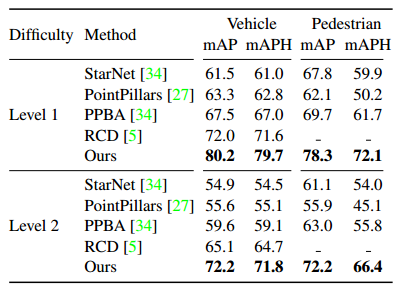 Difficulty Method Vehicle Pedestrian
mAP mAPH mAP mAPH
StarNet [34] 61.5 61.0 67.8 59.9
PointPillars [27] 63.3 62.8 62.1 50.2
Level 1 PPBA [34] 67.5 67.0 69.7 61.7
RCD [5] 72.0 71.6 - -
Ours 80.2 79.7 78.3 72.1
StarNet [34] 54.9 54.5 61.1 54.0
PointPillars [27] 55.6 55.1 55.9 45.1
Level 2 PPBA [34] 59.6 59.1 63.0 55.8
RCD [5] 65.1 64.7 - -
Ours 72.2 71.8 72.2 66.4